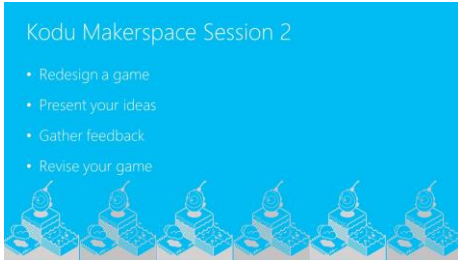 Kodu Makerspace Session 2
• Redesign a game
• Present your ideas
• Gather feedback
• Revise your game